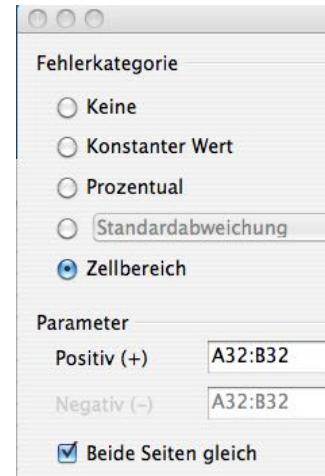 Fehlerkategorie
Keine
Konstanter Wert
Prozentual
Standardabweichung
Zellbereich
Parameter
Positiv (+) A32:B32
Negativ (−) A32:B32
Beide Seiten gleich